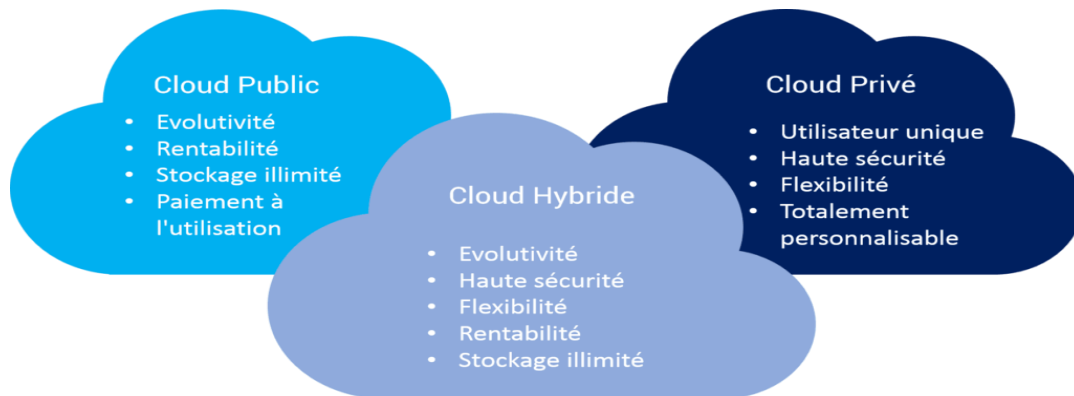 Cloud Public
• Evolutivité
• Rentabilité
• Stockage illimité
• Paiement à
l'utilisation
Cloud Privé
• Utilisateur unique
• Haute sécurité
• Flexibilité
• Totalement
personnalisable
Cloud Hybride
• Evolutivité
• Haute sécurité
• Flexibilité
• Rentabilité
• Stockage illimité